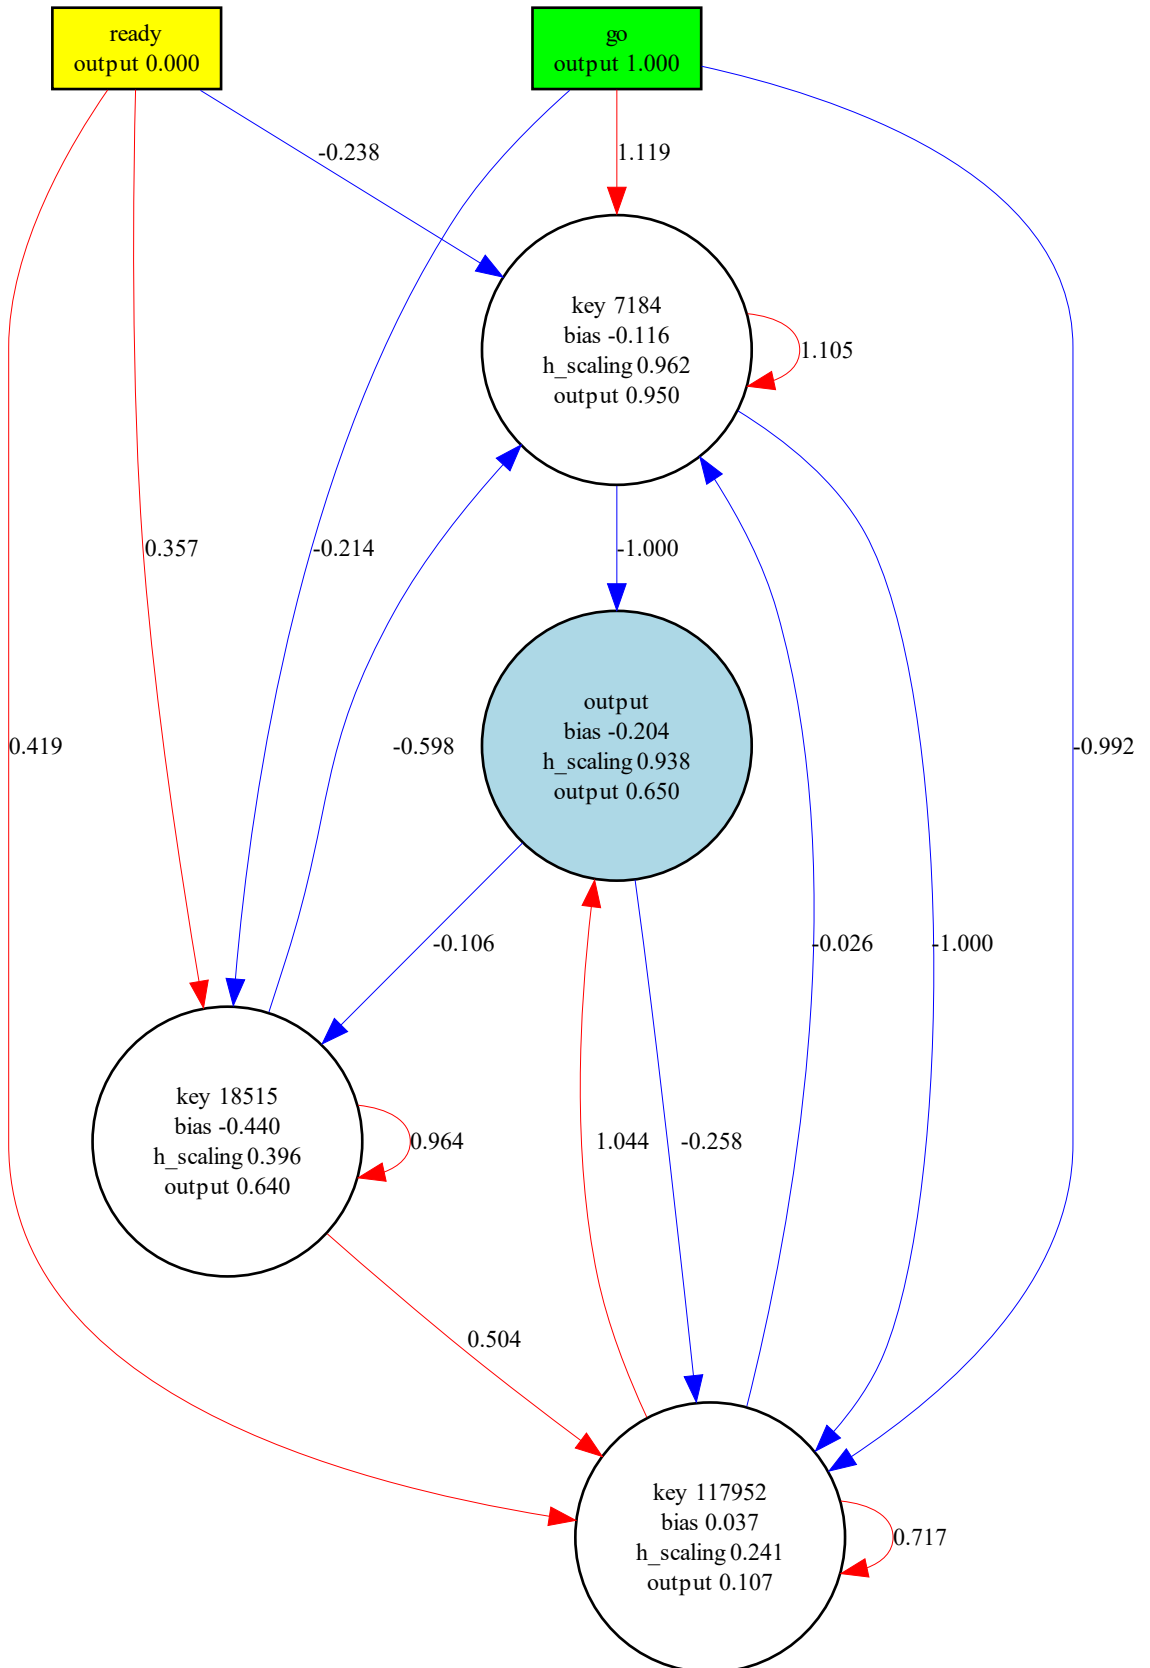 ready
output 0.000
go
output 1.000
-0.238
1.119
key 7184
bias -0.116
h_scaling 0.962
output 0.950
1.105
0.357
-0.214
-1.000
output
bias -0.204
h_scaling 0.938
output 0.650
0.419
-0.598
-0.992
-0.106
-0.026
-1.000
key 18515
bias -0.440
h_scaling 0.396
output 0.640
0.964
1.044
-0.258
0.504
key 117952
bias 0.037
h_scaling 0.241
output 0.107
0.717